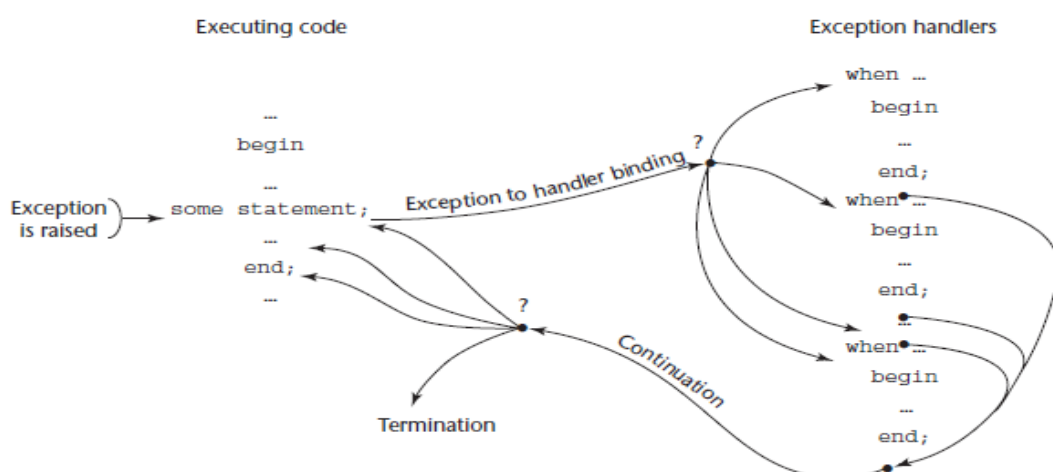 Executing code
…
begin
…
Exception
is raised
some statement;
…
end;
…
Exception to handler binding
?
Exception handlers
when …
begin
…
end;
when …
begin
…
end;
…
when …
begin
…
end;
?
Continuation
Termination